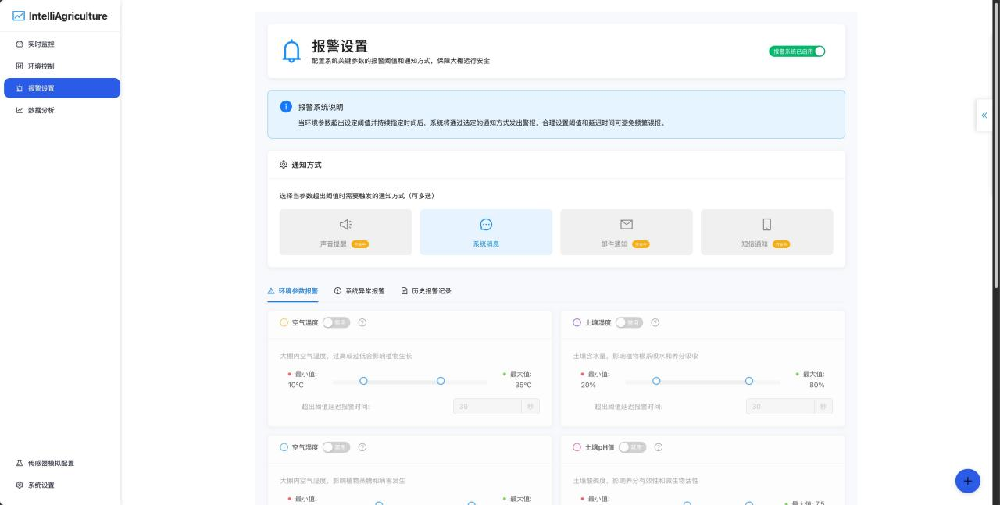 IntelliAgriculture
实时监控
环境控制
报警设置
数据分析
传感器模拟配置
系统设置
报警设置
配置系统关键参数的报警阈值和通知方式，保障大棚运行安全
报警系统已启用
报警系统说明
当环境参数超出设定阈值并持续指定时间后，系统将通过选定的通知方式发出警报。合理设置阈值和延迟时间可避免频繁误报。
通知方式
选择当参数超出阈值时需要触发的通知方式（可多选）
声音提醒 开发中
系统消息
邮件通知 开发中
短信通知 开发中
环境参数报警
系统异常报警
历史报警记录
空气温度 禁用
大棚内空气温度，过高或过低会影响植物生长
最小值:
10°C
最大值:
35°C
超出阈值延迟报警时间:
30 秒
土壤湿度 禁用
土壤含水量，影响植物根系吸水和养分吸收
最小值:
20%
最大值:
80%
超出阈值延迟报警时间:
30 秒
空气湿度 禁用
大棚内空气湿度，影响植物蒸腾和病害发生
最小值:
最大值:
土壤pH值 禁用
土壤酸碱度，影响养分有效性和微生物活性
最小值:
最大值: 7.5